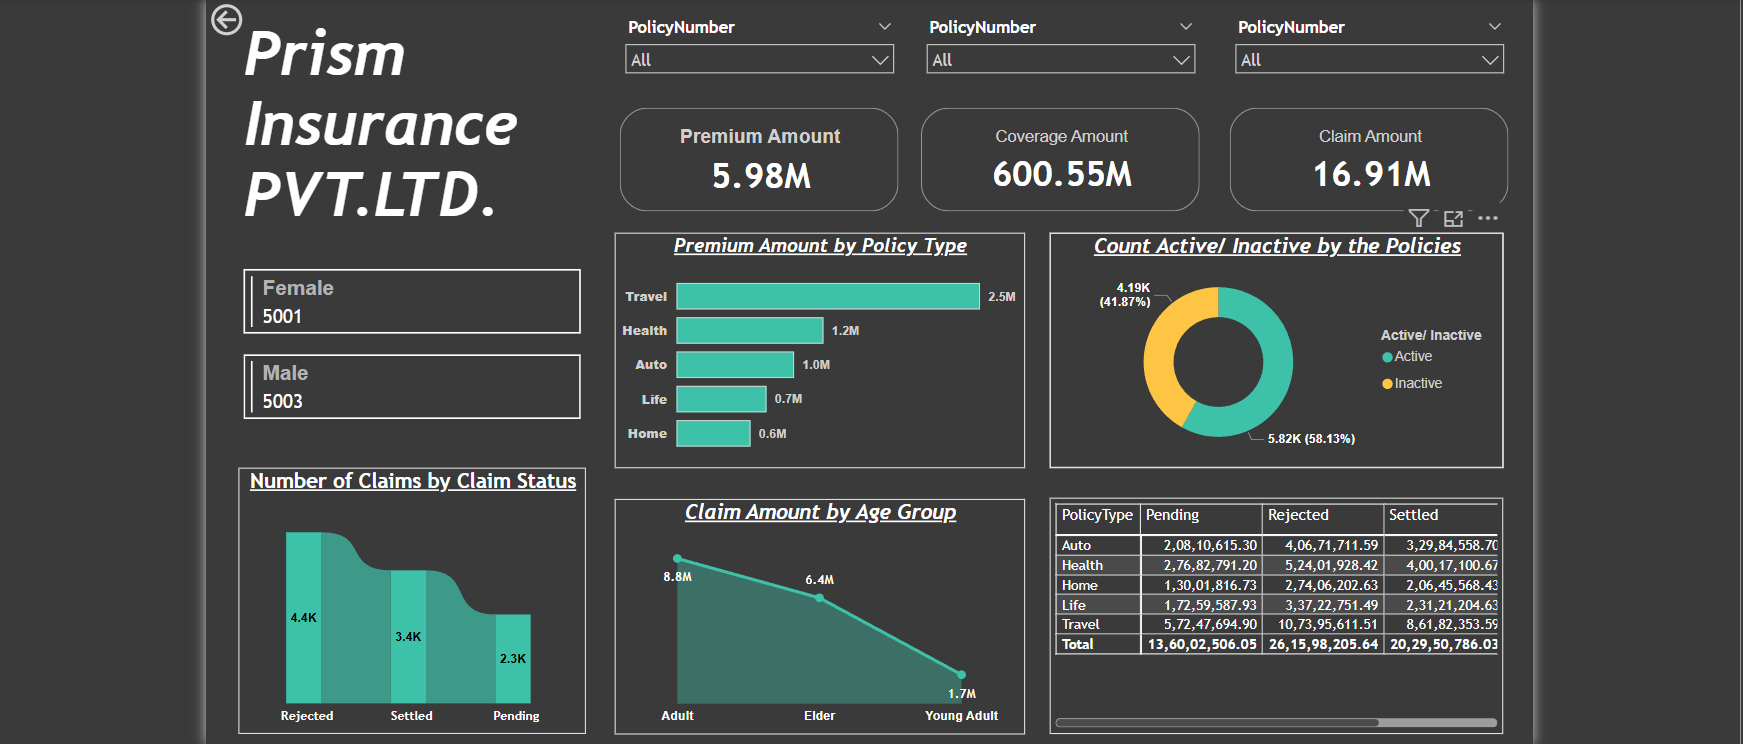 Prism
Insurance
PVT.LTD.
PolicyNumber
All
PolicyNumber
All
PolicyNumber
All
Premium Amount
5.98M
Coverage Amount
600.55M
Claim Amount
16.91M
Female
5001
Male
5003
Premium Amount by Policy Type
Travel 2.5M
Health 1.2M
Auto 1.0M
Life 0.7M
Home 0.6M
Count Active/ Inactive by the Policies
4.19K
(41.87%)
5.82K (58.13%)
Active/ Inactive
Active
Inactive
Number of Claims by Claim Status
4.4K
3.4K
2.3K
Rejected Settled Pending
Claim Amount by Age Group
8.8M
6.4M
1.7M
Adult Elder Young Adult
PolicyType Pending Rejected Settled
Auto 2,08,10,615.30 4,06,71,711.59 3,29,84,558.70
Health 2,76,82,791.20 5,24,01,928.42 4,00,17,100.67
Home 1,30,01,816.73 2,74,06,202.63 2,06,45,568.43
Life 1,72,59,587.93 3,37,22,751.49 2,31,21,204.63
Travel 5,72,47,694.90 10,73,95,611.51 8,61,82,353.59
Total 13,60,02,506.05 26,15,98,205.64 20,29,50,786.03